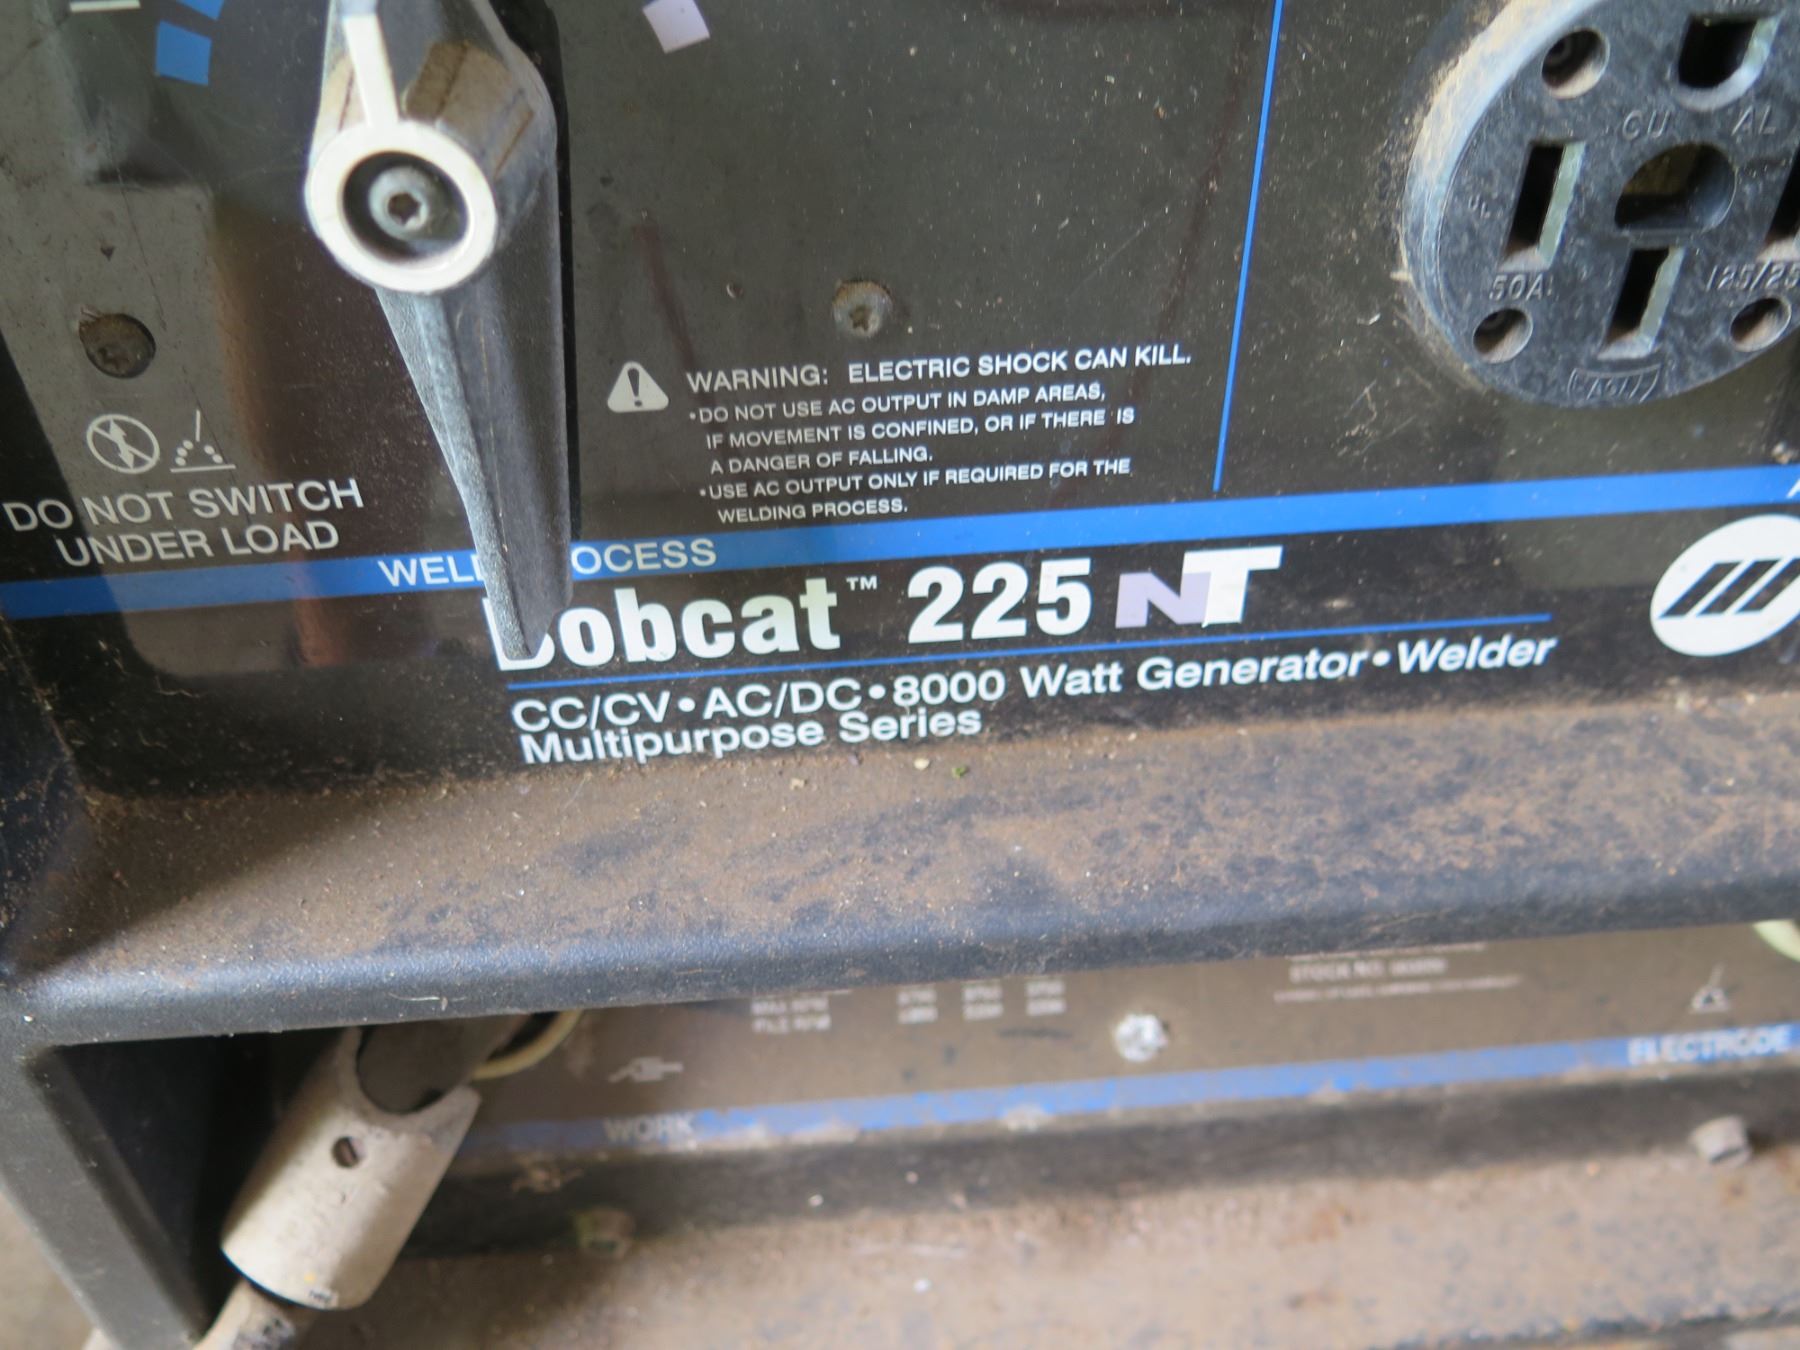 CU AL
50A
WARNING: ELECTRIC SHOCK CAN KILL.
•DO NOT USE AC OUTPUT IN DAMP AREAS,
IF MOVEMENT IS CONFINED, OR IF THERE IS
A DANGER OF FALLING.
•USE AC OUTPUT ONLY IF REQUIRED FOR THE
WELDING PROCESS.
DO NOT SWITCH
UNDER LOAD
Bobcat™ 225 NT
CC/CV•AC/DC•8000 Watt Generator•Welder
Multipurpose Series
STOCK NO.
ELECTRODE
WORK